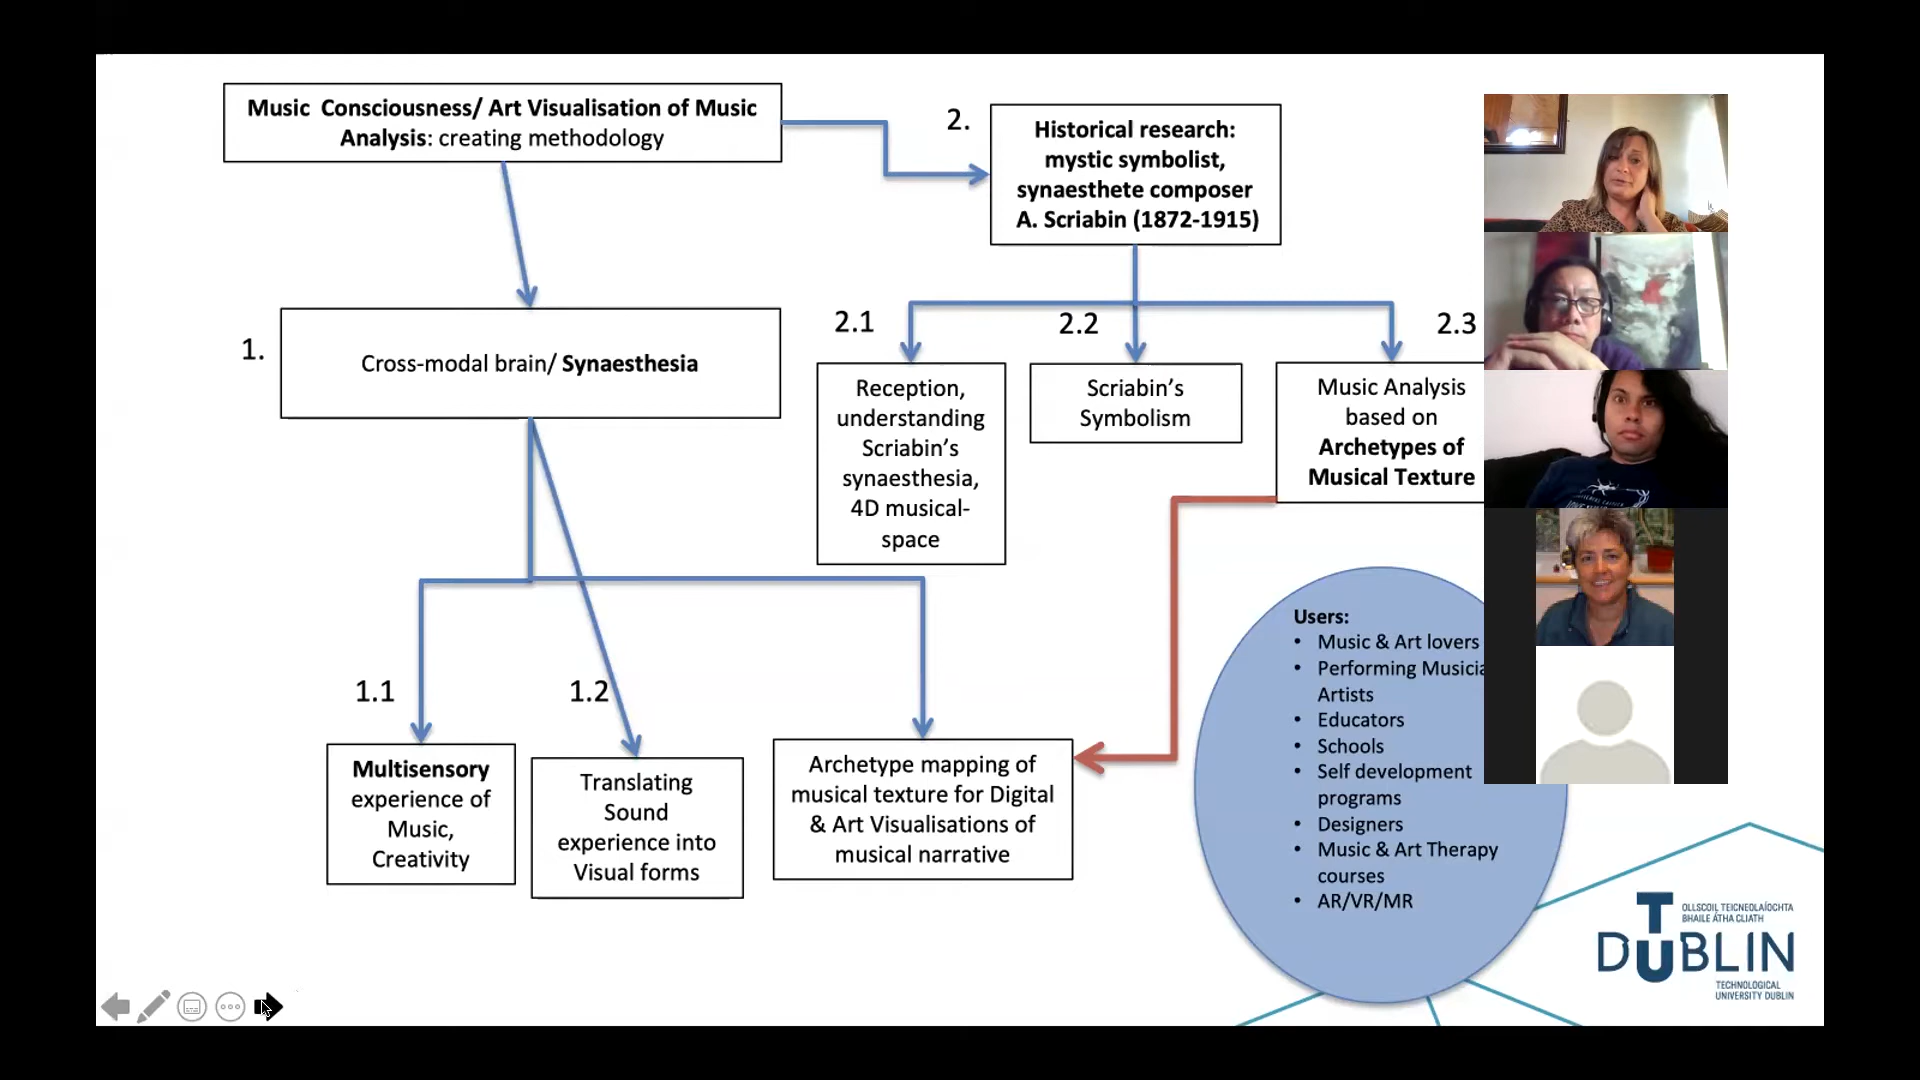 Music Consciousness/ Art Visualisation of Music
Analysis: creating methodology
2.
Historical research:
mystic symbolist,
synaesthete composer
A. Scriabin (1872-1915)
1.
Cross-modal brain/ Synaesthesia
2.1
2.2
2.3
Reception,
understanding
Scriabin's
synaesthesia,
4D musical-
space
Scriabin's
Symbolism
Music Analysis
based on
Archetypes of
Musical Texture
1.1
1.2
Multisensory
experience of
Music,
Creativity
Translating
Sound
experience into
Visual forms
Archetype mapping of
musical texture for Digital
& Art Visualisations of
musical narrative
Users:
• Music & Art lovers
• Performing
Artists
• Educators
• Schools
• Self development
programs
• Designers
• Music & Art Therapy
courses
• AR/VR/MR
OLLSCOIL TEICNEOLAÍOCHTA
BHAILE ÁTHA CLIATH
TU DUBLIN
TECHNOLOGICAL
UNIVERSITY DUBLIN